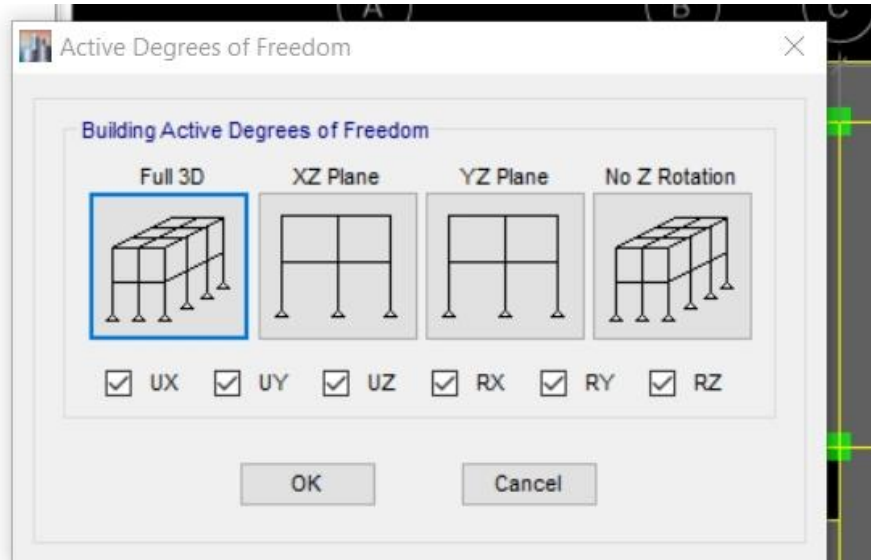 A B C
Active Degrees of Freedom
Building Active Degrees of Freedom
Full 3D XZ Plane YZ Plane No Z Rotation
UX UY UZ RX RY RZ
OK Cancel